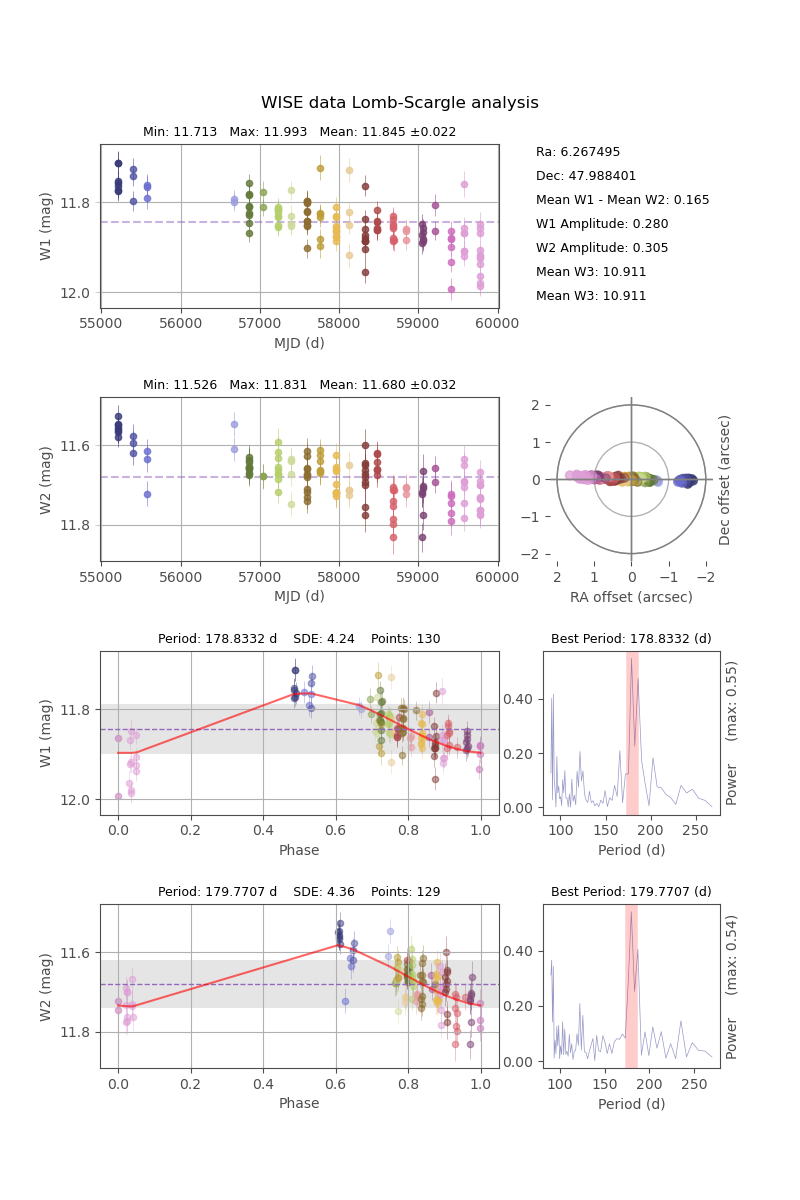 WISE data Lomb-Scargle analysis
Min: 11.713   Max: 11.993   Mean: 11.845 ±0.022
11.8
12.0
W1 (mag)
55000 56000 57000 58000 59000 60000
MJD (d)
Ra: 6.267495
Dec: 47.988401
Mean W1 - Mean W2: 0.165
W1 Amplitude: 0.280
W2 Amplitude: 0.305
Mean W3: 10.911
Mean W3: 10.911
Min: 11.526   Max: 11.831   Mean: 11.680 ±0.032
11.6
11.8
W2 (mag)
55000 56000 57000 58000 59000 60000
MJD (d)
2
1
0
−1
−2
2 1 0 −1 −2
RA offset (arcsec)
Dec offset (arcsec)
Period: 178.8332 d    SDE: 4.24    Points: 130
11.8
12.0
W1 (mag)
0.0 0.2 0.4 0.6 0.8 1.0
Phase
Best Period: 178.8332 (d)
0.40
0.20
0.00
100 150 200 250
Period (d)
Power    (max: 0.55)
Period: 179.7707 d    SDE: 4.36    Points: 129
11.6
11.8
W2 (mag)
0.0 0.2 0.4 0.6 0.8 1.0
Phase
Best Period: 179.7707 (d)
0.40
0.20
0.00
100 150 200 250
Period (d)
Power    (max: 0.54)